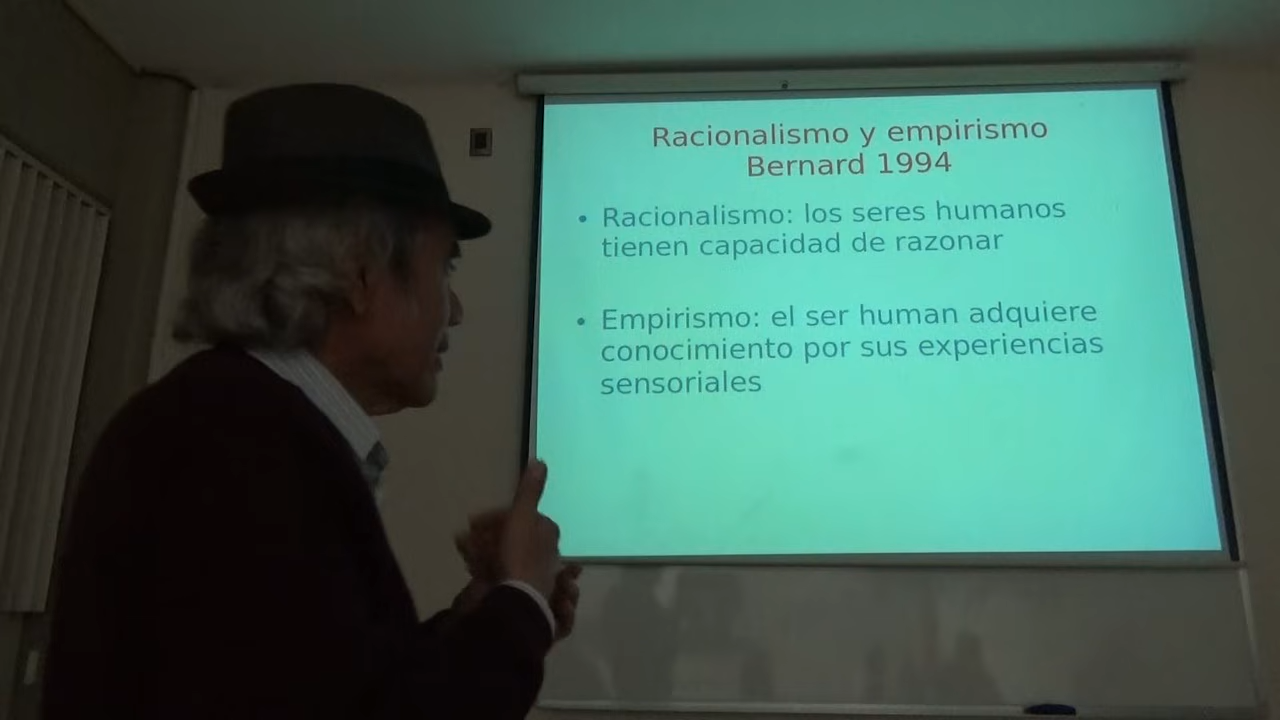 Racionalismo y empirismo
Bernard 1994
• Racionalismo: los seres humanos
tienen capacidad de razonar
• Empirismo: el ser human adquiere
conocimiento por sus experiencias
sensoriales